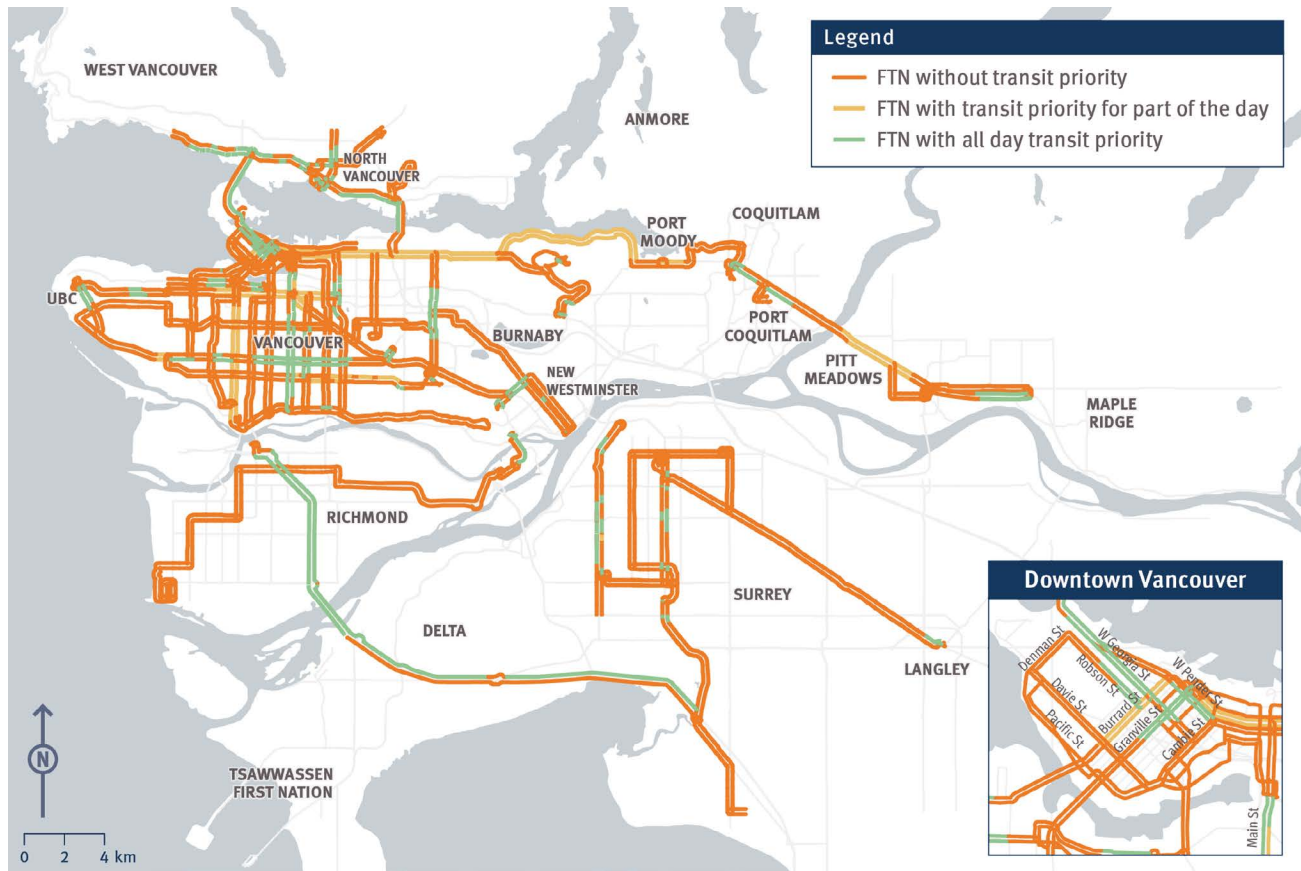 Legend
FTN without transit priority
FTN with transit priority for part of the day
FTN with all day transit priority
WEST VANCOUVER
ANMORE
NORTH
VANCOUVER
PORT
MOODY
COQUITLAM
UBC
VANCOUVER
BURNABY
PORT
COQUITLAM
NEW
WESTMINSTER
PITT
MEADOWS
MAPLE
RIDGE
RICHMOND
SURREY
DELTA
LANGLEY
TSAWWASSEN
FIRST NATION
N
0 2 4 km
Downtown Vancouver
Denman St
W Georgia St
Robson St
W Pender St
Davie St
Burrard St
Pacific St
Granville St
Cambie St
Main St